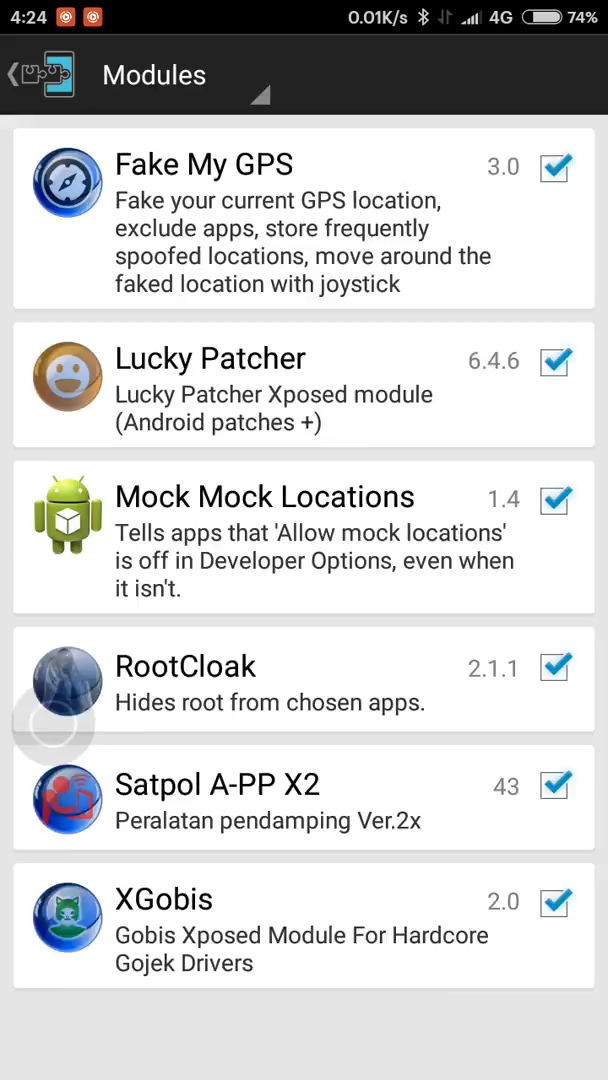 4:24 0.01K/s 4G 74%
Modules
Fake My GPS 3.0
Fake your current GPS location,
exclude apps, store frequently
spoofed locations, move around the
faked location with joystick
Lucky Patcher 6.4.6
Lucky Patcher Xposed module
(Android patches +)
Mock Mock Locations 1.4
Tells apps that 'Allow mock locations'
is off in Developer Options, even when
it isn't.
RootCloak 2.1.1
Hides root from chosen apps.
Satpol A-PP X2 43
Peralatan pendamping Ver.2x
XGobis 2.0
Gobis Xposed Module For Hardcore
Gojek Drivers